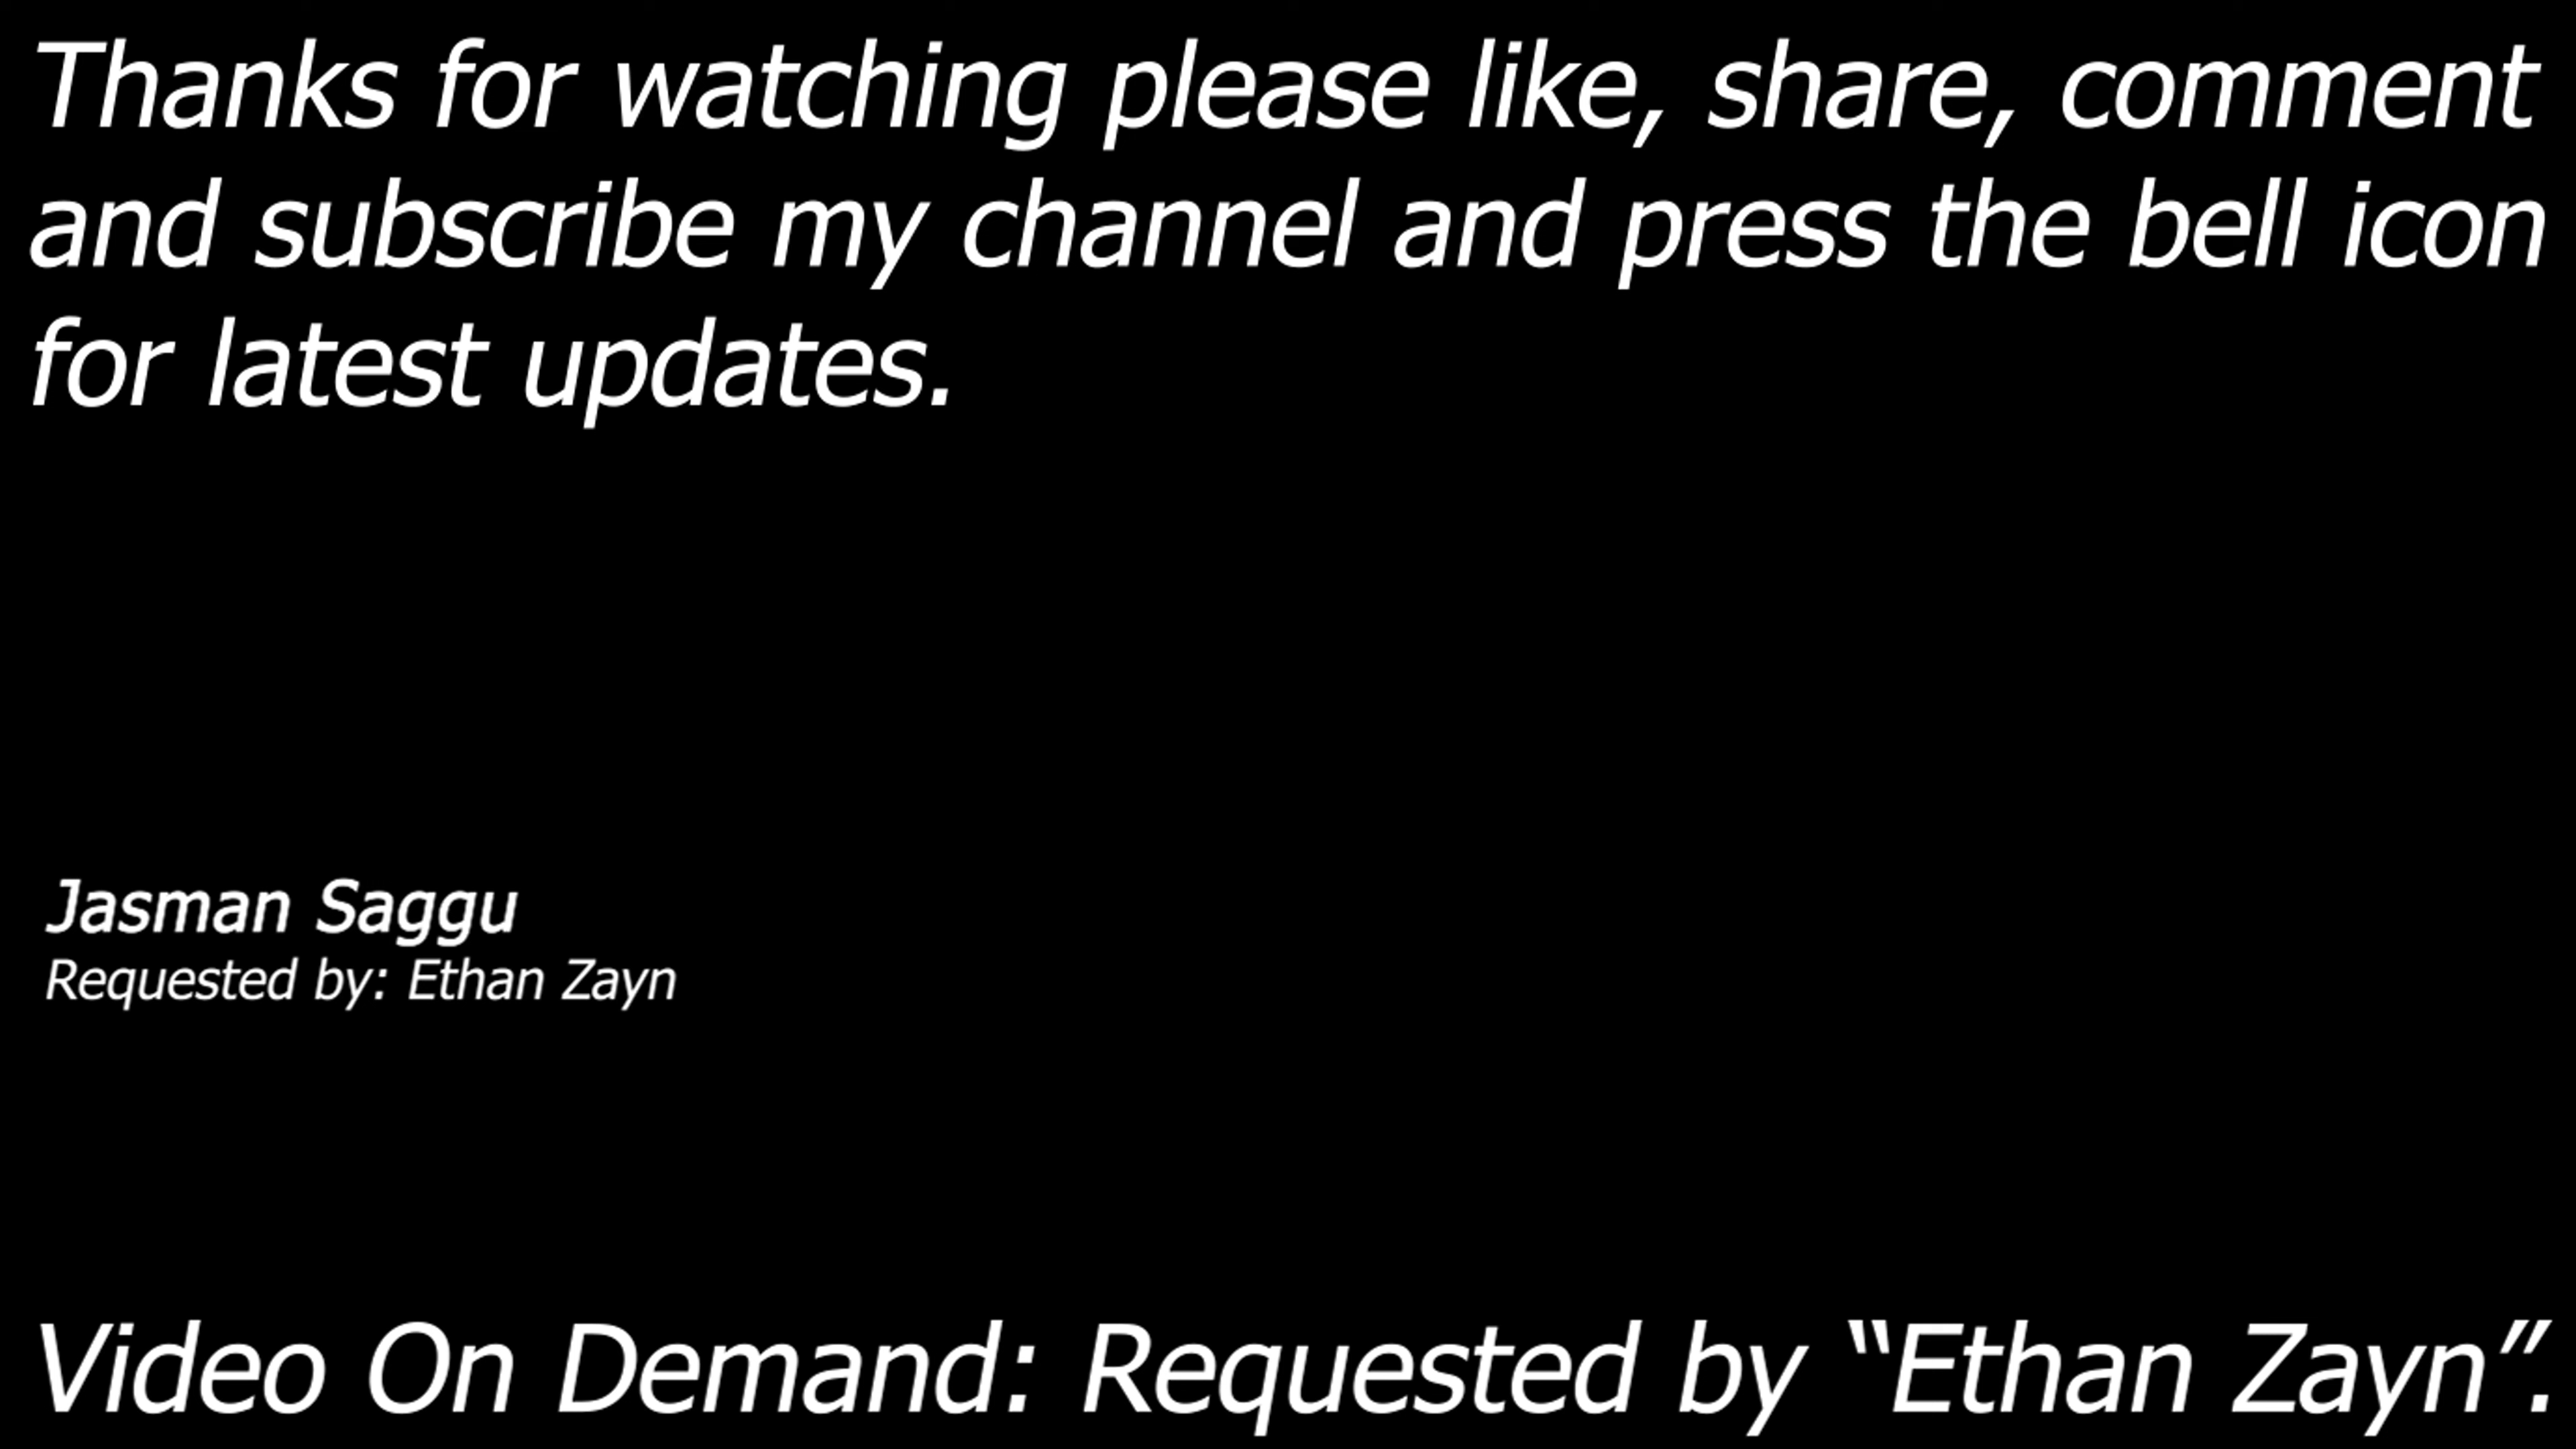 Thanks for watching please like, share, comment
and subscribe my channel and press the bell icon
for latest updates.
Jasman Saggu
Requested by: Ethan Zayn
Video On Demand: Requested by “Ethan Zayn”.